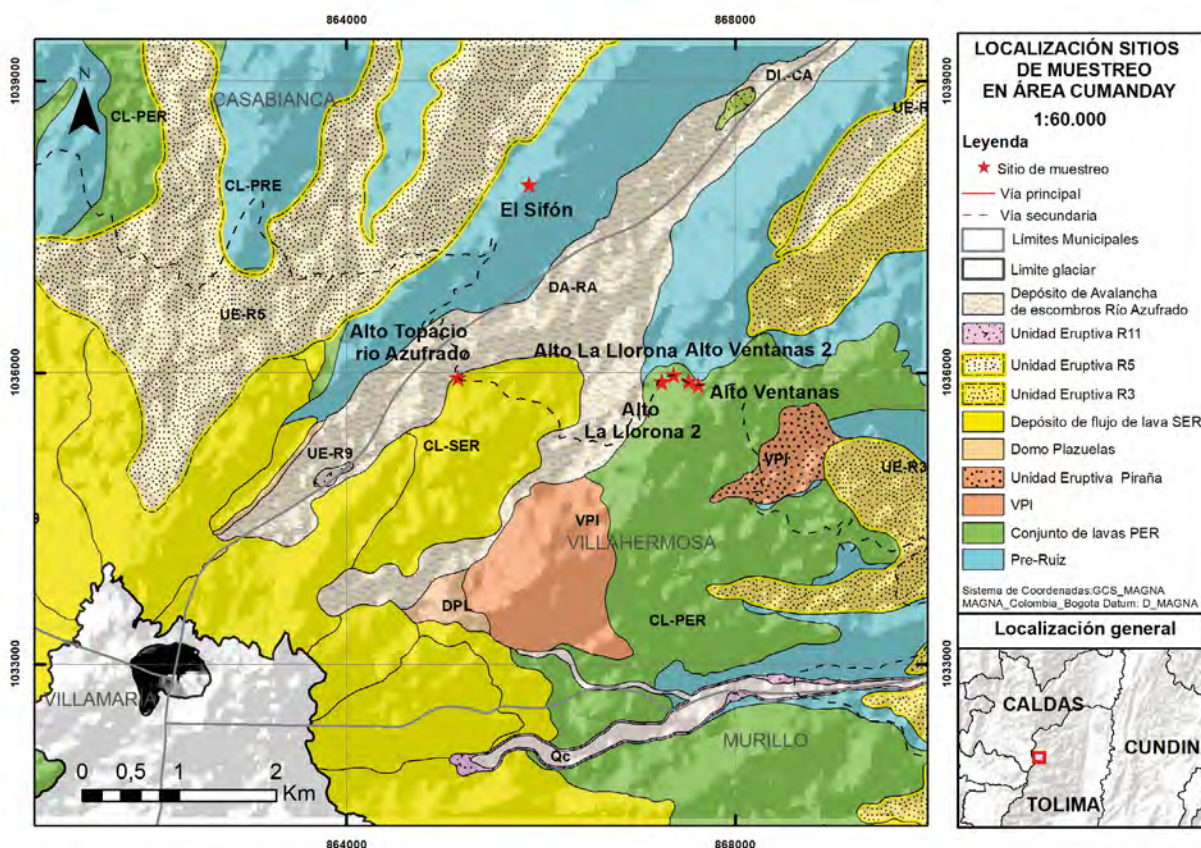 864000
868000
1039000
1039000
N
CASABIANCA
CL-PER
CL-PRE
DL-CA
El Sifón
DA-RA
UE-R5
Alto Topacio
rio Azufrado
Alto La Llorona
Alto Ventanas 2
1036000
1036000
Alto Ventanas
Alto
La Llorona 2
CL-SER
UE-R9
VPI
UE-R3
VPI
VILLAHERMOSA
DPL
CL-PER
1033000
1033000
VILLAMARIA
MURILLO
Qc
0 0,5 1 2
Km
864000
868000
LOCALIZACIÓN SITIOS
DE MUESTREO
EN ÁREA CUMANDAY
1:60.000
Leyenda
Sitio de muestreo
Vía principal
Vía secundaria
Límites Municipales
Limite glaciar
Depósito de Avalancha
de escombros Río Azufrado
Unidad Eruptiva R11
Unidad Eruptiva R5
Unidad Eruptiva R3
Depósito de flujo de lava SER
Domo Plazuelas
Unidad Eruptiva Piraña
VPI
Conjunto de lavas PER
Pre-Ruiz
Sistema de Coordenadas:GCS_MAGNA
MAGNA_Colombia_Bogota Datum: D_MAGNA
Localización general
CALDAS
CUNDIN
TOLIMA